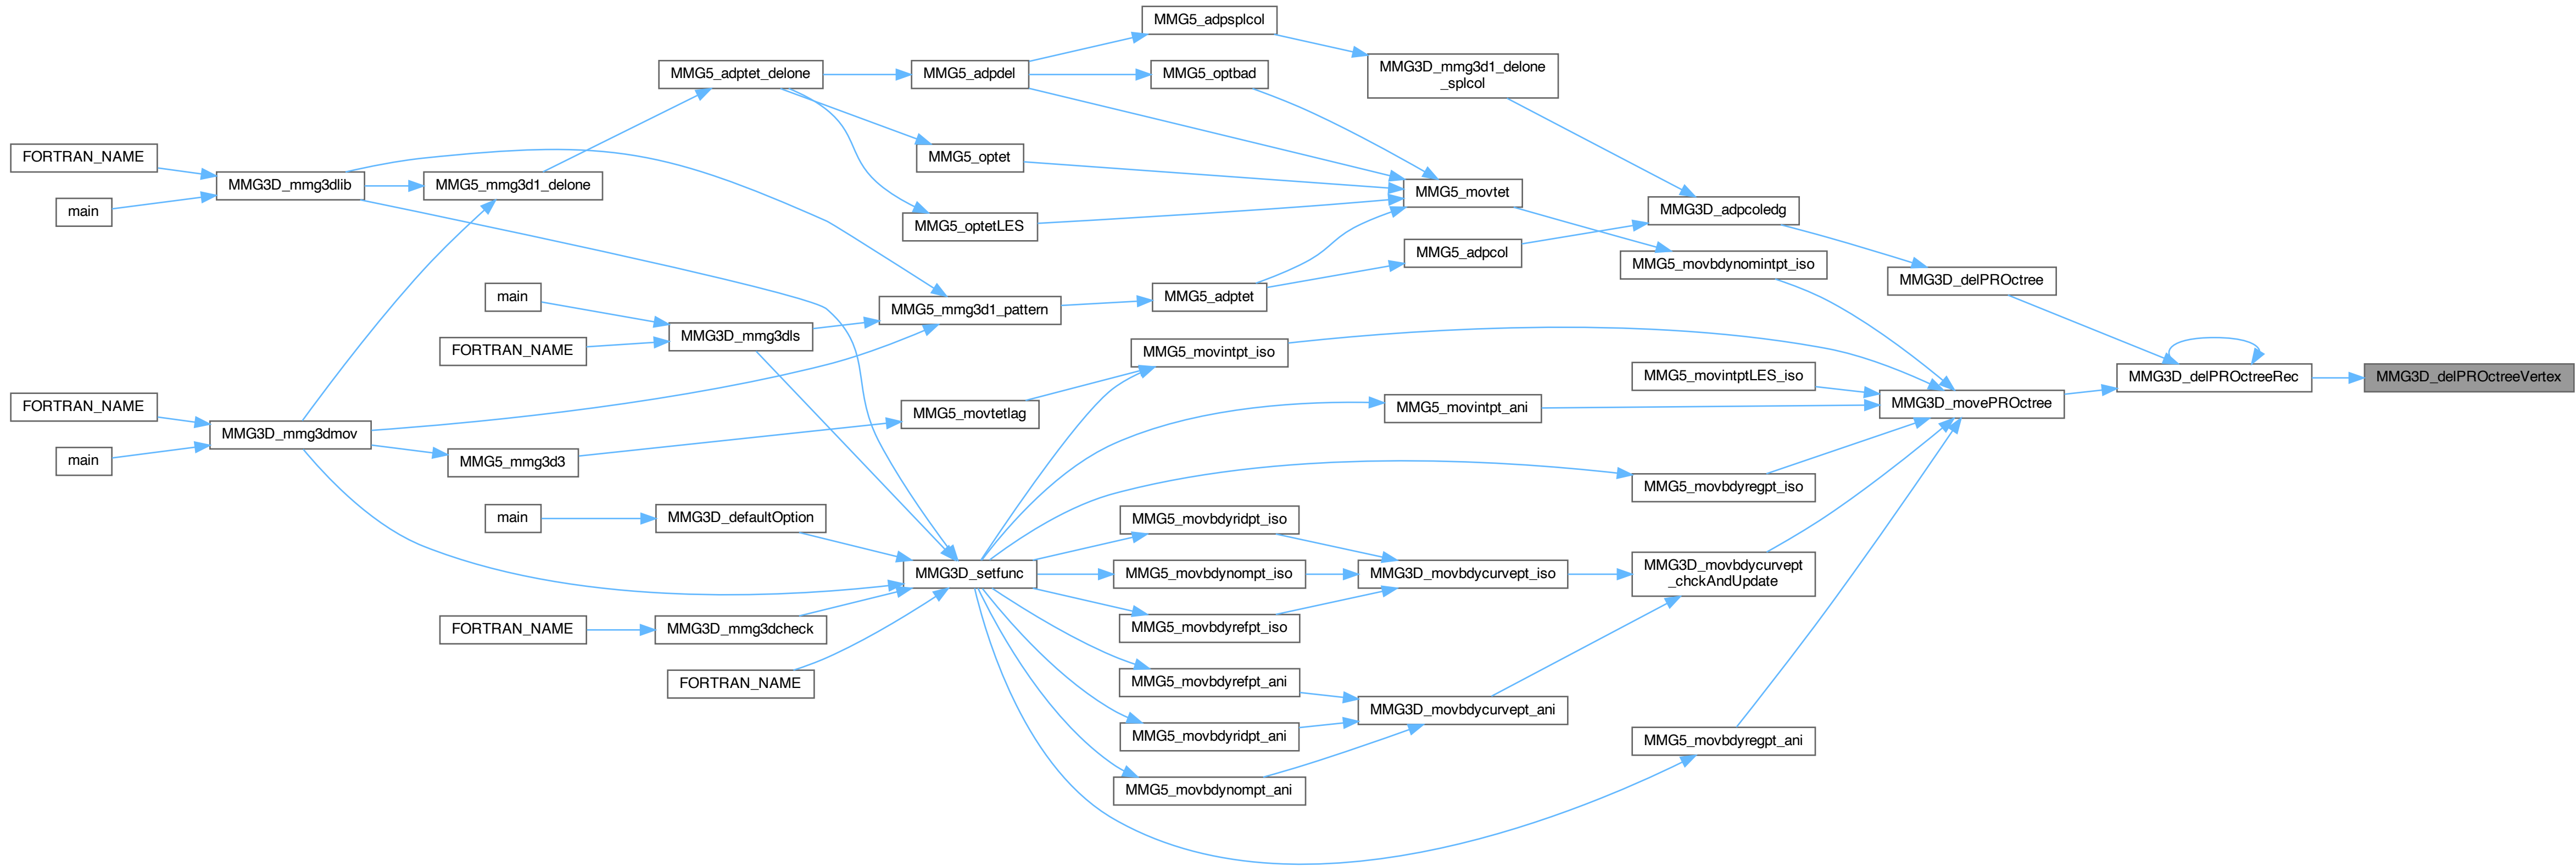 MMG5_adpsplcol
MMG5_adptet_delone
MMG5_adpdel
MMG5_optbad
MMG3D_mmg3d1_delone
_splcol
FORTRAN_NAME
MMG5_optet
MMG3D_mmg3dlib
MMG5_mmg3d1_delone
MMG5_movtet
main
MMG3D_adpcoledg
MMG5_optetLES
MMG5_adpcol
MMG5_movbdynomintpt_iso
MMG3D_delPROctree
main
MMG5_mmg3d1_pattern
MMG5_adptet
MMG3D_mmg3dls
FORTRAN_NAME
MMG5_movintpt_iso
MMG5_movintptLES_iso
MMG3D_delPROctreeRec
MMG3D_delPROctreeVertex
FORTRAN_NAME
MMG5_movtetlag
MMG5_movintpt_ani
MMG3D_movePROctree
MMG3D_mmg3dmov
main
MMG5_mmg3d3
MMG5_movbdyregpt_iso
main
MMG3D_defaultOption
MMG5_movbdyridpt_iso
MMG3D_setfunc
MMG5_movbdynompt_iso
MMG3D_movbdycurvept_iso
MMG3D_movbdycurvept
_chckAndUpdate
FORTRAN_NAME
MMG3D_mmg3dcheck
MMG5_movbdyrefpt_iso
FORTRAN_NAME
MMG5_movbdyrefpt_ani
MMG3D_movbdycurvept_ani
MMG5_movbdyridpt_ani
MMG5_movbdyregpt_ani
MMG5_movbdynompt_ani